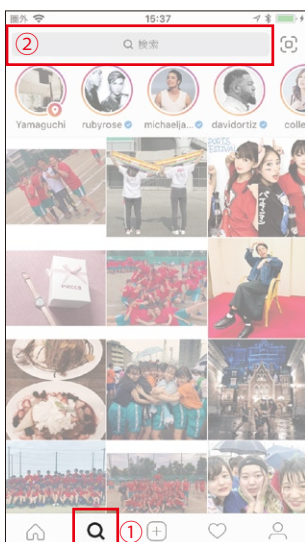 圏外 15:37
② 検索
Yamaguchi rubyrose michaelja... davidortiz colle
①